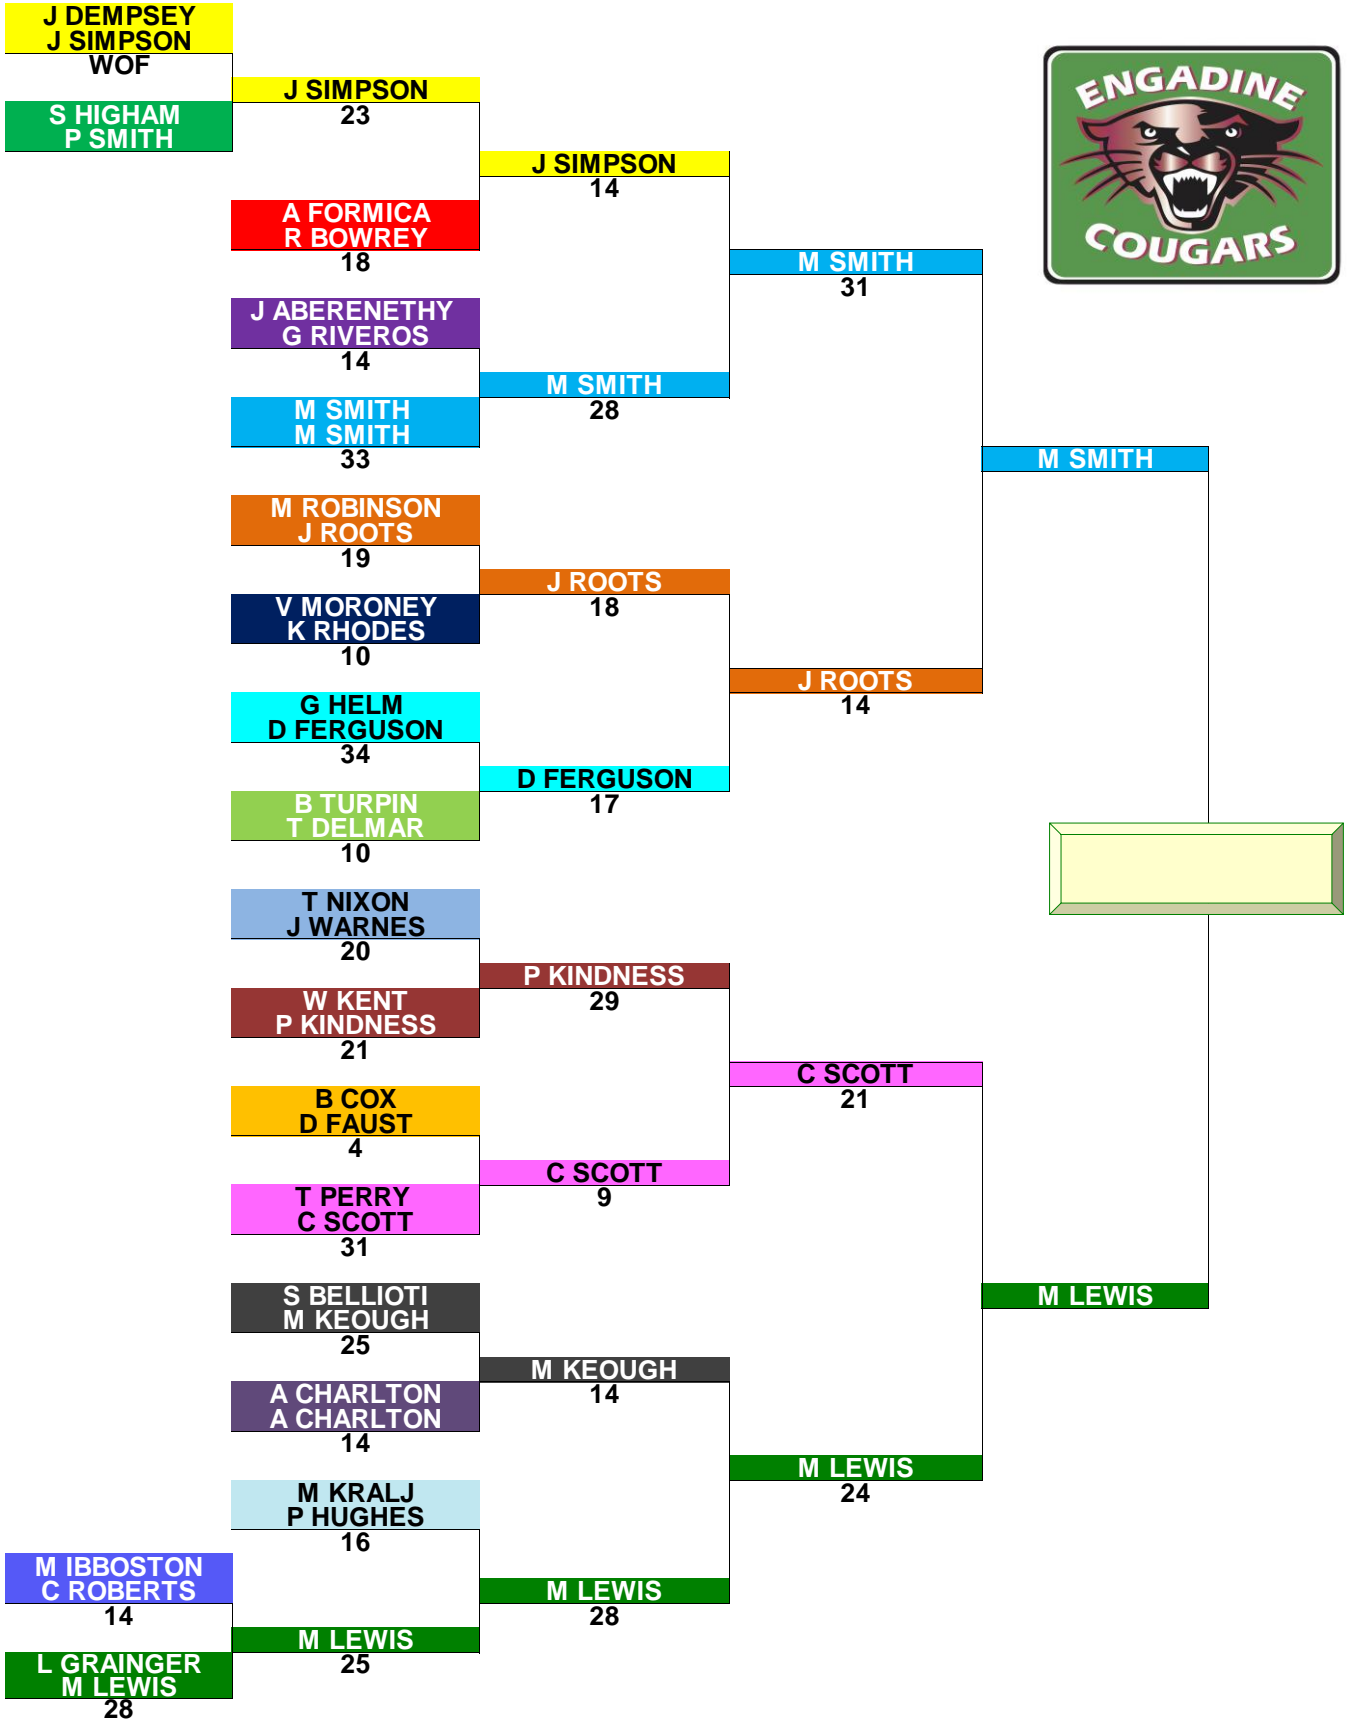 J DEMPSEY
J SIMPSON
WOF
S HIGHAM
P SMITH
J SIMPSON
23
A FORMICA
R BOWREY
18
J ABERENETHY
G RIVEROS
14
M SMITH
M SMITH
33
M ROBINSON
J ROOTS
19
V MORONEY
K RHODES
10
G HELM
D FERGUSON
34
B TURPIN
T DELMAR
10
T NIXON
J WARNES
20
W KENT
P KINDNESS
21
B COX
D FAUST
4
T PERRY
C SCOTT
31
S BELLIOTI
M KEOUGH
25
A CHARLTON
A CHARLTON
14
M KRALJ
P HUGHES
16
M IBBOSTON
C ROBERTS
14
L GRAINGER
M LEWIS
28
M LEWIS
25
J SIMPSON
14
M SMITH
28
J ROOTS
18
D FERGUSON
17
P KINDNESS
29
C SCOTT
9
M KEOUGH
14
M LEWIS
28
M SMITH
31
J ROOTS
14
C SCOTT
21
M LEWIS
24
M SMITH
M LEWIS
ENGADINE
COUGARS